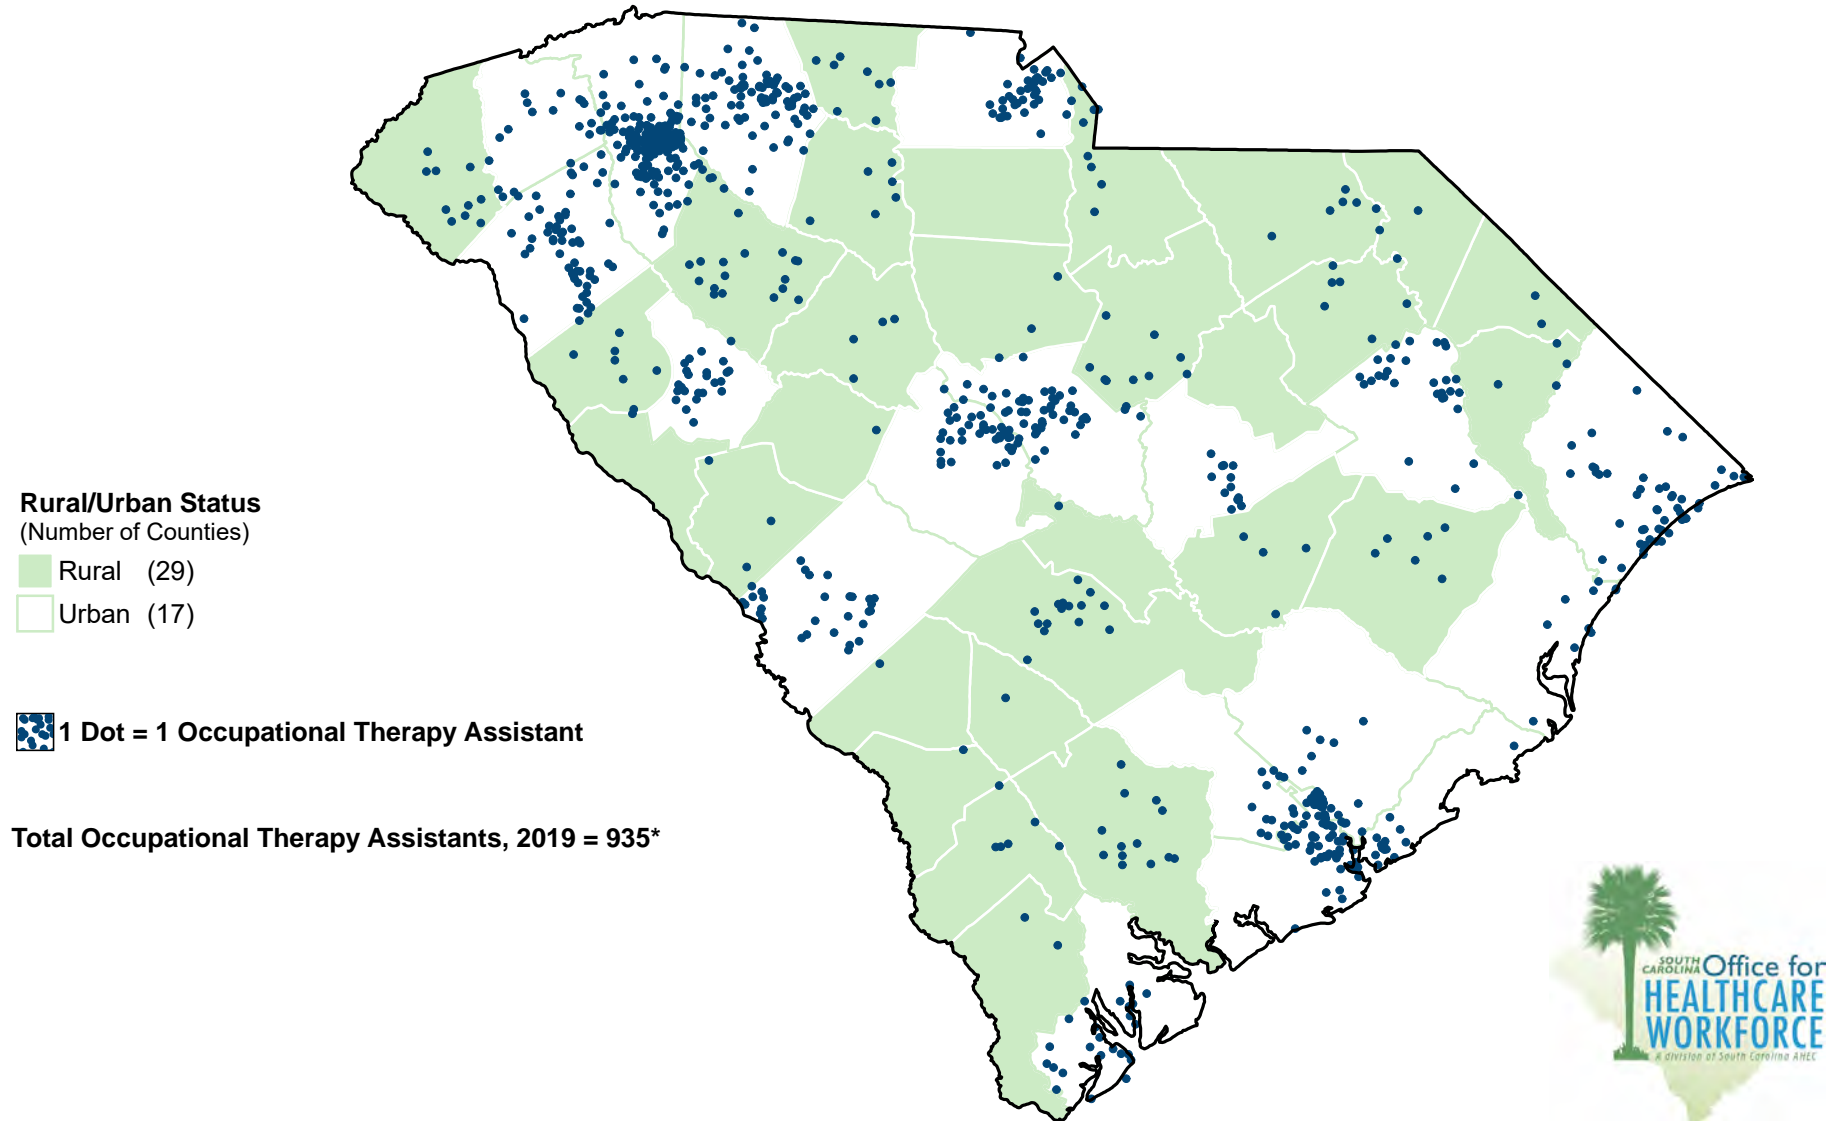 Rural/Urban Status
(Number of Counties)
Rural (29)
Urban (17)
1 Dot = 1 Occupational Therapy Assistant
Total Occupational Therapy Assistants, 2019 = 935*
SOUTH CAROLINA Office for
HEALTHCARE
WORKFORCE
A division of South Carolina AHEC